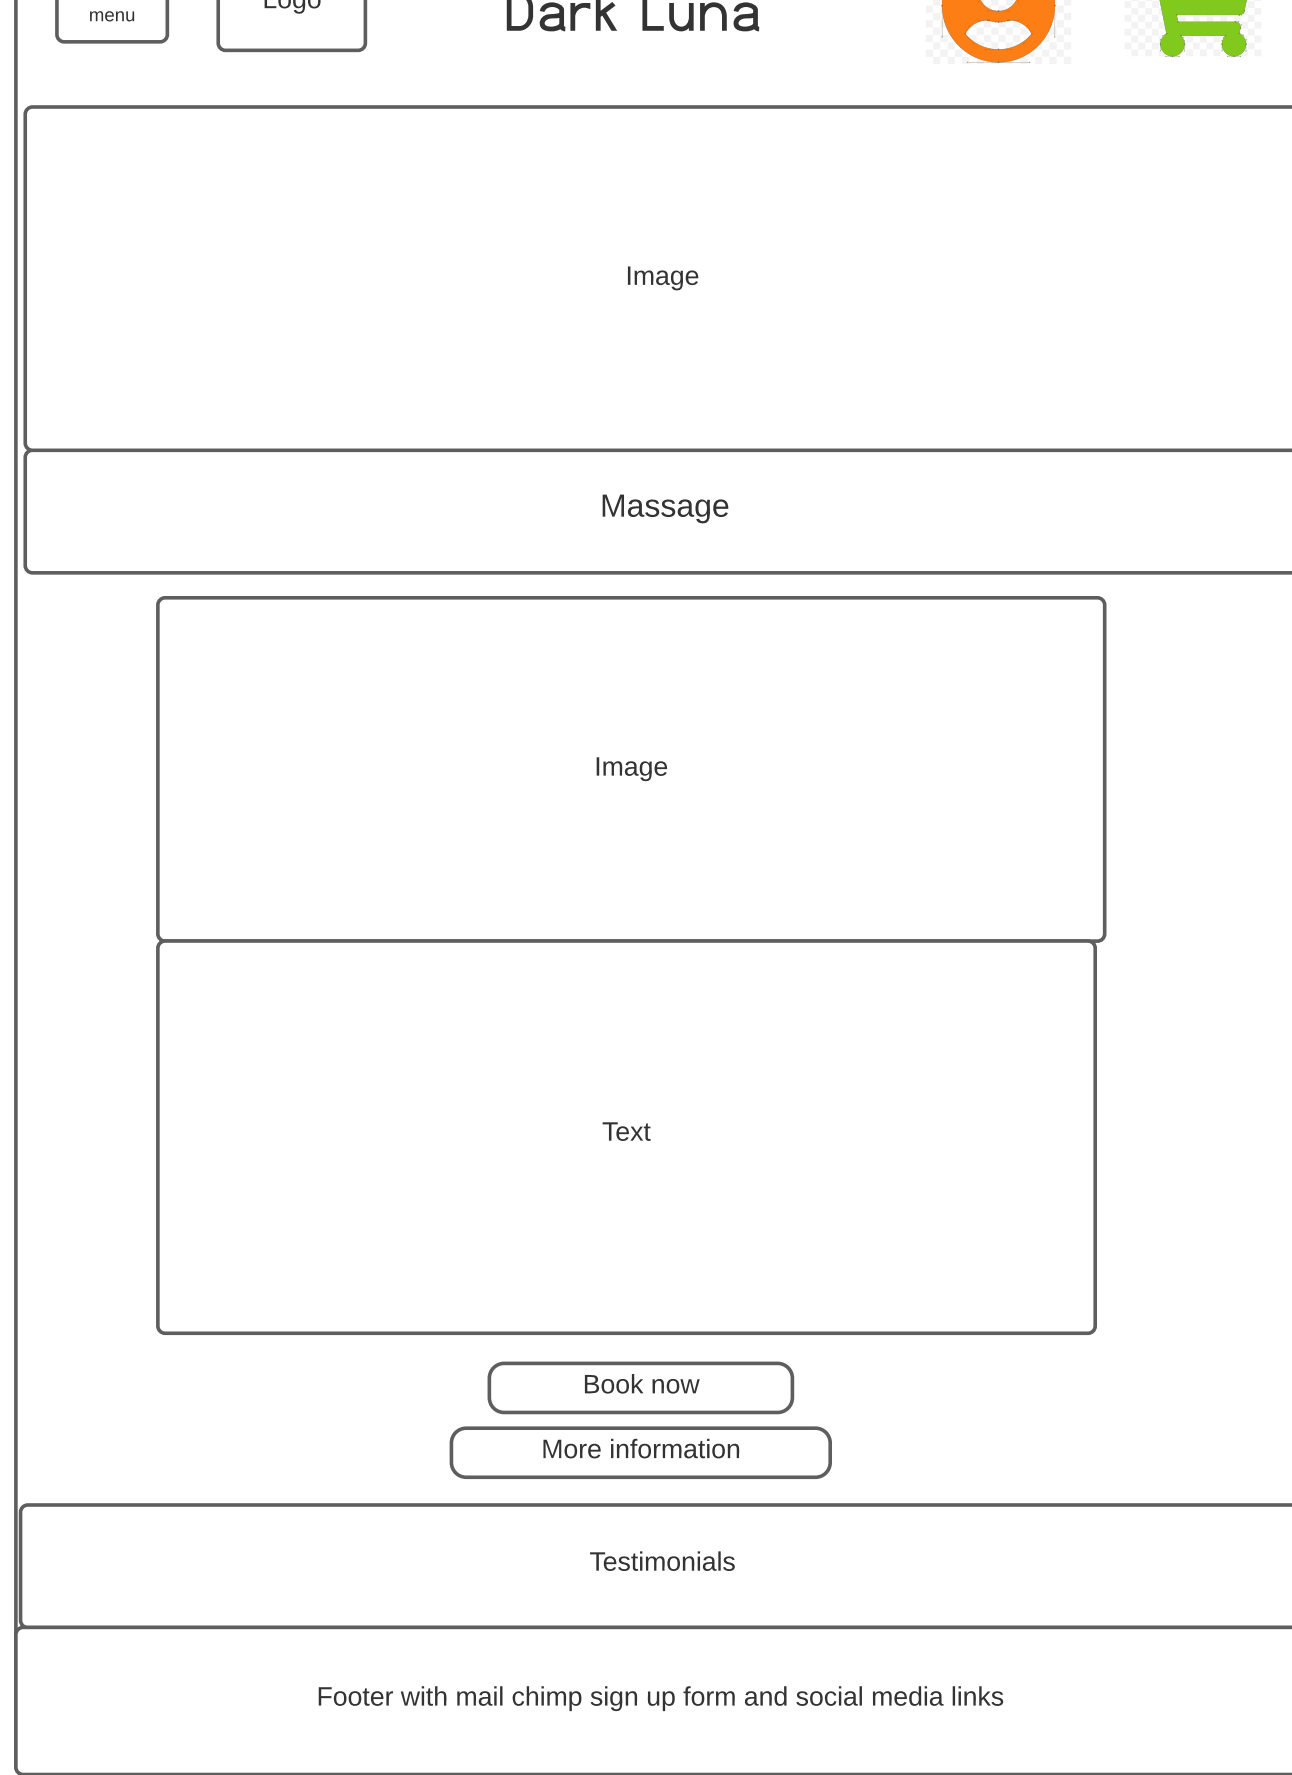 menu
Logo
Dark Luna
Image
Massage
Image
Text
Book now
More information
Testimonials
Footer with mail chimp sign up form and social media links